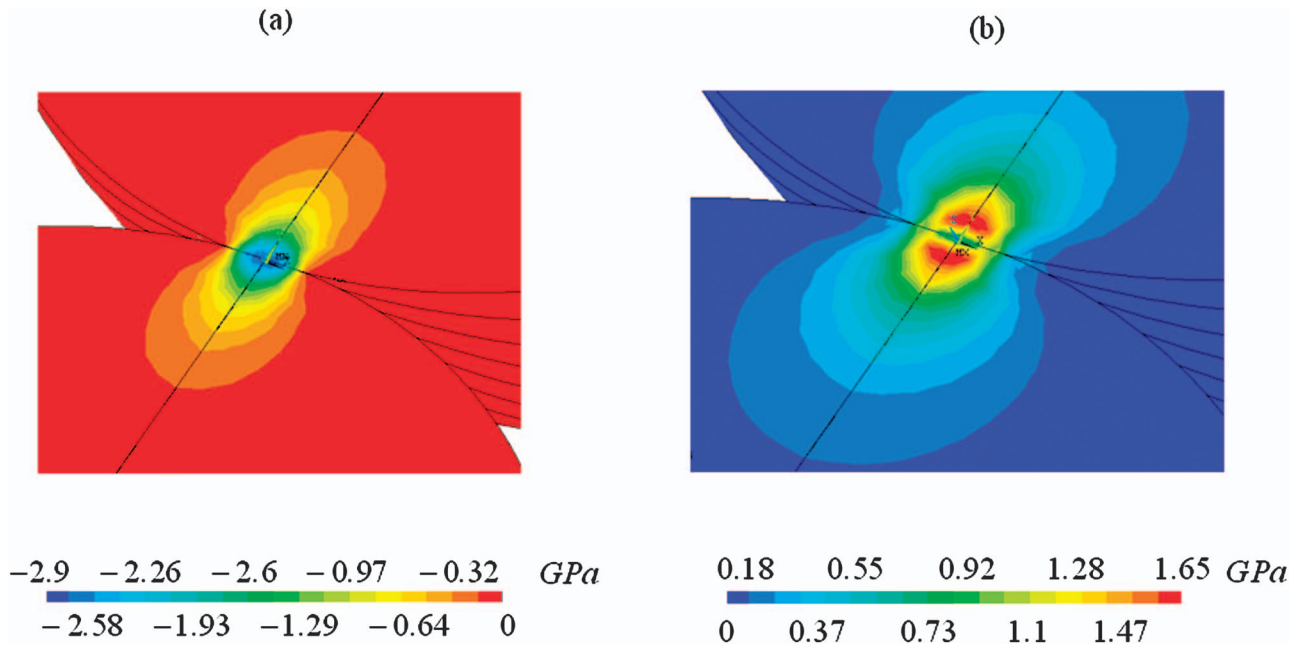 (a)
(b)
MX
X
MX
−2.9 −2.26 −2.6 −0.97 −0.32 GPa
−2.58 −1.93 −1.29 −0.64 0
0.18 0.55 0.92 1.28 1.65 GPa
0 0.37 0.73 1.1 1.47